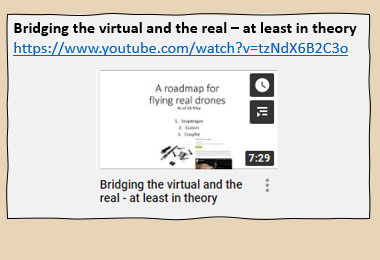 Bridging the virtual and the real – at least in theory
https://www.youtube.com/watch?v=tzNdX6B2C3o
A roadmap for
flying real drones
As of 26 May
1. Snapdragon
2. Custom
3. Copyflie
7:29
Bridging the virtual and the
real - at least in theory